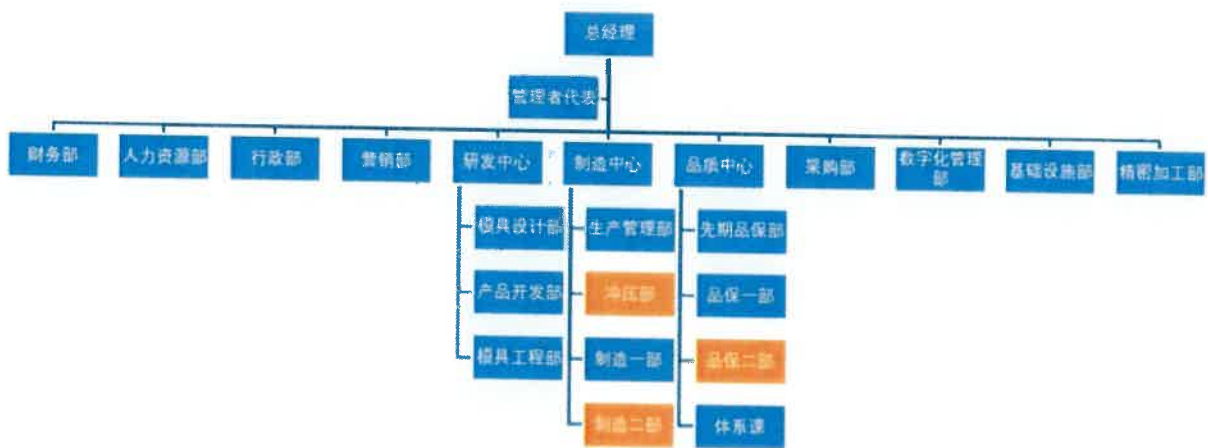 总经理
管理者代表
财务部
人力资源部
行政部
营销部
研发中心
制造中心
品质中心
采购部
数字化管理
部
基础设施部
精密加工部
模具设计部
生产管理部
先期品保部
产品开发部
冲压部
品保一部
模具工程部
制造一部
品保二部
制造二部
体系课